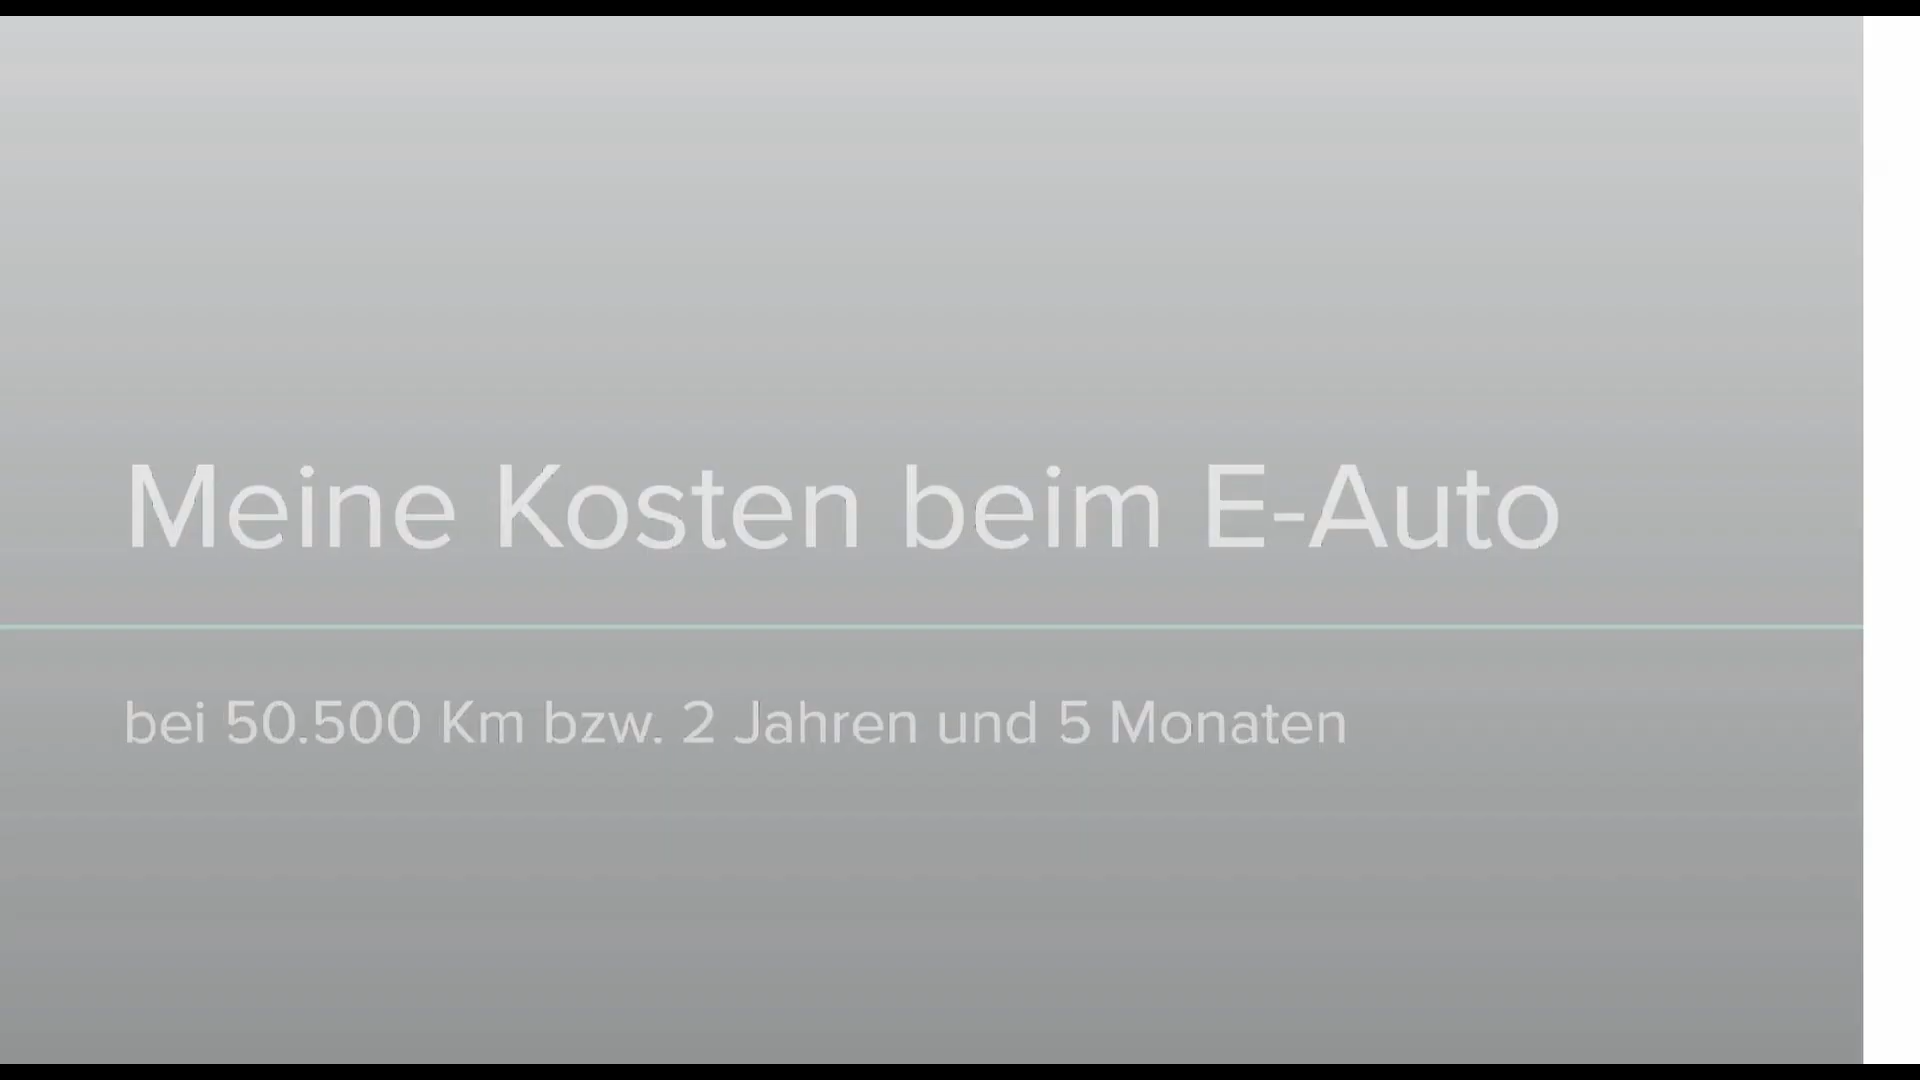 Meine Kosten beim E-Auto
bei 50.500 Km bzw. 2 Jahren und 5 Monaten